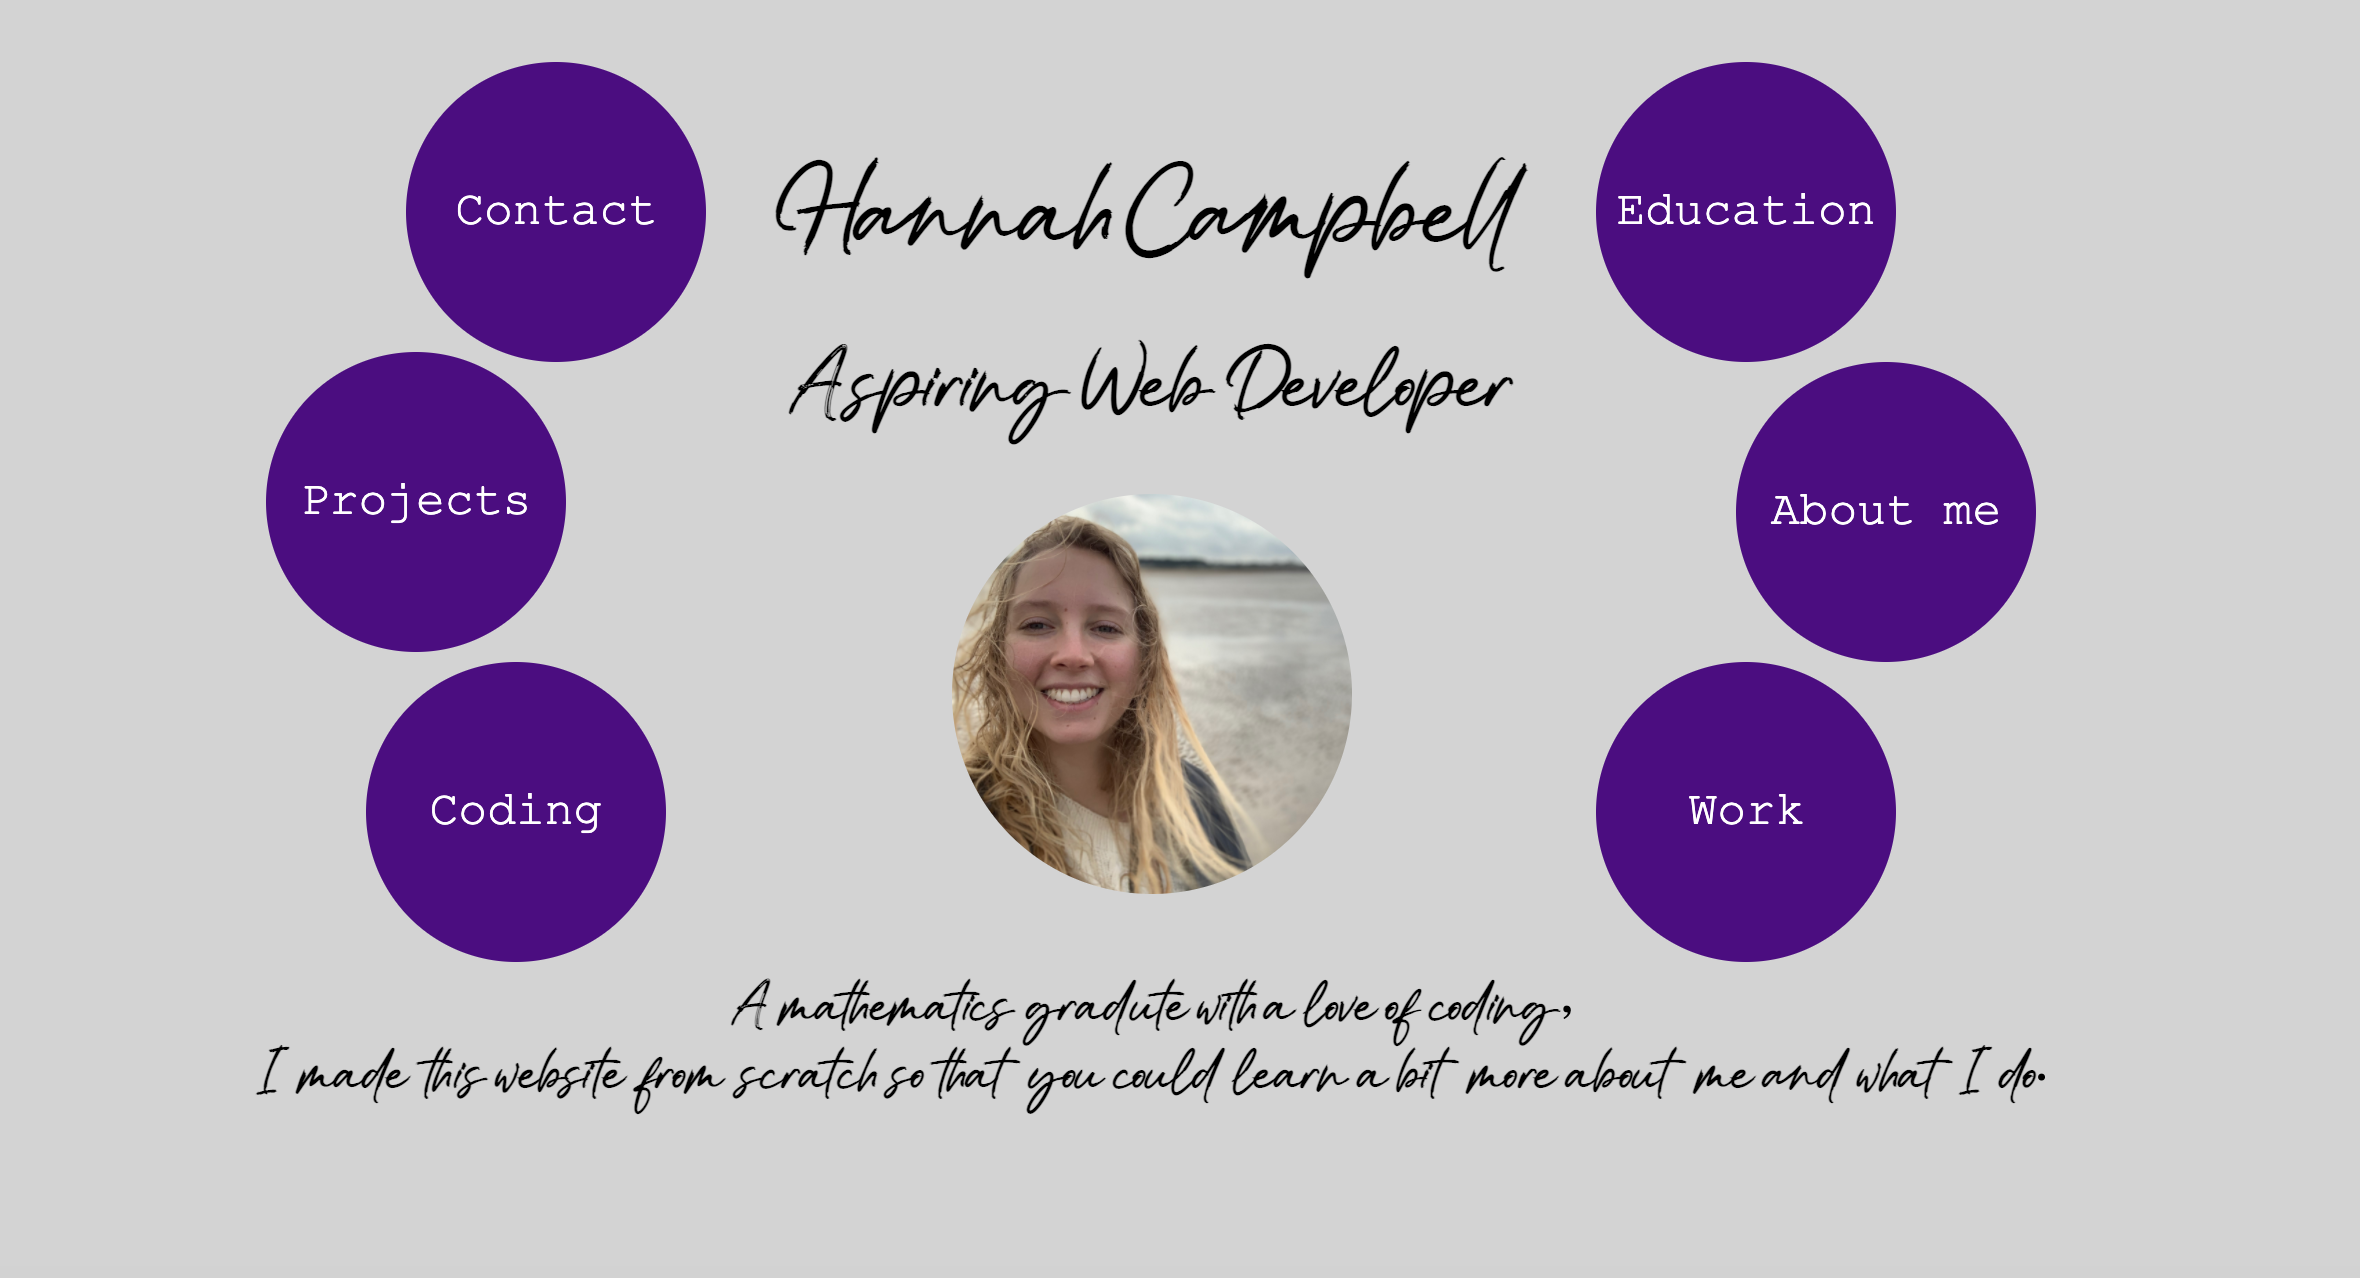 Contact
Hannah Campbell
Education
Aspiring Web Developer
Projects
About me
Coding
Work
A mathematics gradute with a love of coding,
I made this website from scratch so that you could learn a bit more about me and what I do.